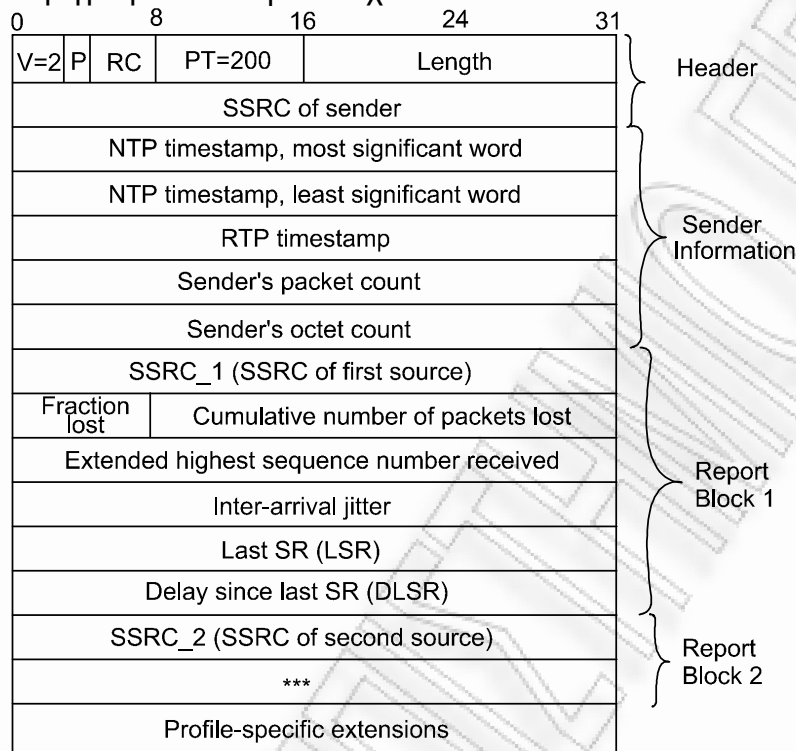 0 8 16 24 31
V=2 P RC PT=200 Length
Header
SSRC of sender
NTP timestamp, most significant word
NTP timestamp, least significant word
RTP timestamp
Sender
Information
Sender's packet count
Sender's octet count
SSRC_1 (SSRC of first source)
Fraction
lost
Cumulative number of packets lost
Extended highest sequence number received
Report
Block 1
Inter-arrival jitter
Last SR (LSR)
Delay since last SR (DLSR)
SSRC_2 (SSRC of second source)
Report
Block 2
***
Profile-specific extensions